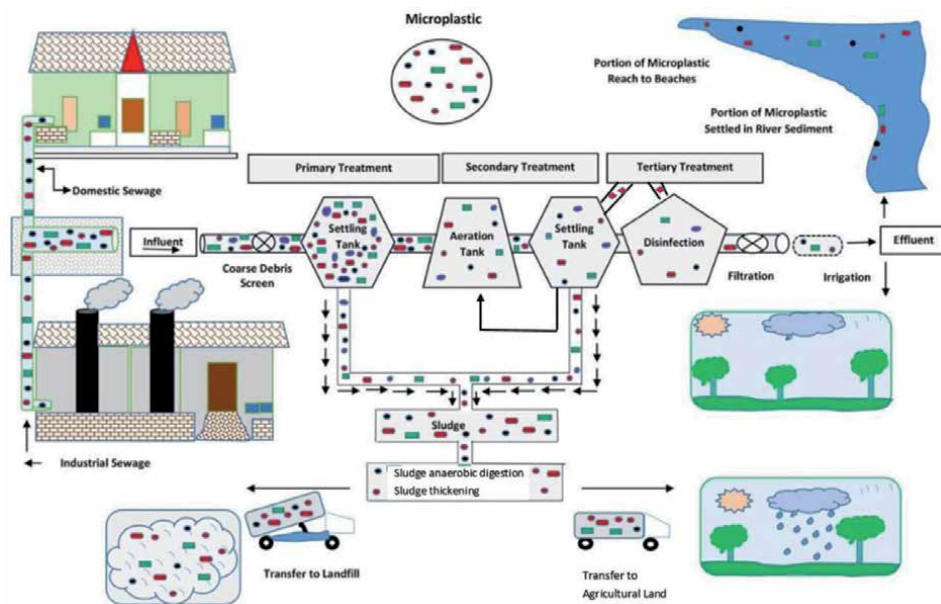 Microplastic
Portion of Microplastic
Reach to Beaches
Portion of Microplastic
Settled in River Sediment
Primary Treatment
Secondary Treatment
Tertiary Treatment
Domestic Sewage
Influent
Settling
Tank
Aeration
Tank
Settling
Tank
Disinfection
Effluent
Coarse Debris
Screen
Filtration
Irrigation
Sludge
Industrial Sewage
Sludge anaerobic digestion
Sludge thickening
Transfer to Landfill
Transfer to
Agricultural Land